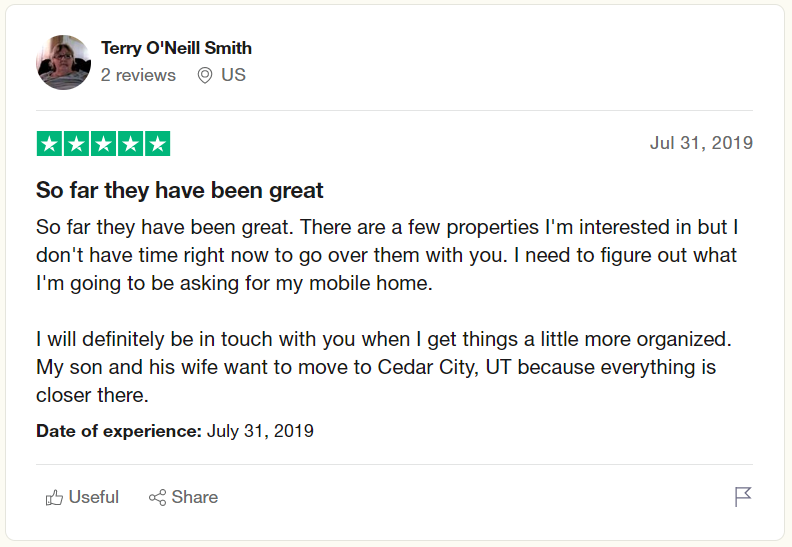 Terry O'Neill Smith
2 reviews US
Jul 31, 2019
So far they have been great
So far they have been great. There are a few properties I'm interested in but I
don't have time right now to go over them with you. I need to figure out what
I'm going to be asking for my mobile home.
I will definitely be in touch with you when I get things a little more organized.
My son and his wife want to move to Cedar City, UT because everything is
closer there.
Date of experience: July 31, 2019
Useful Share